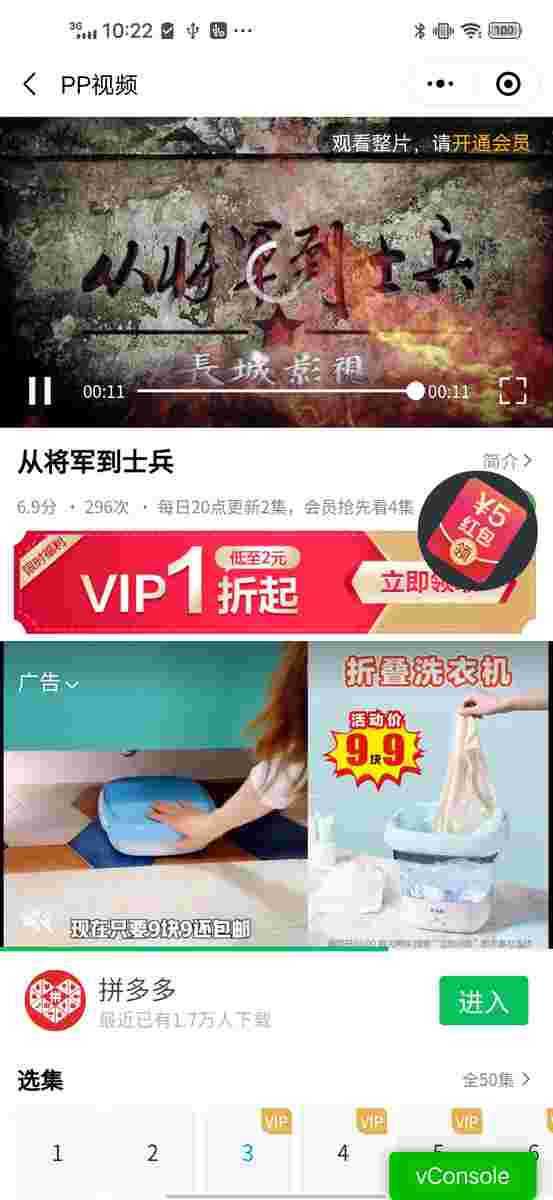 3G 10:22 ... 100
PP视频
观看整片，请开通会员
从将军到士兵
長城影視
00:11
00:11
从将军到士兵
简介
6.9分 · 296次 · 每日20点更新2集，会员抢先看4集
¥5
红包
领
限时福利
VIP1折起
低至2元
立即领
广告
折叠洗衣机
活动价
9块9
现在只要9块9还包邮
拼
拼多多
最近已有1.7万人下载
进入
选集
全50集
VIP
VIP
VIP
1
2
3
4
5
6
vConsole